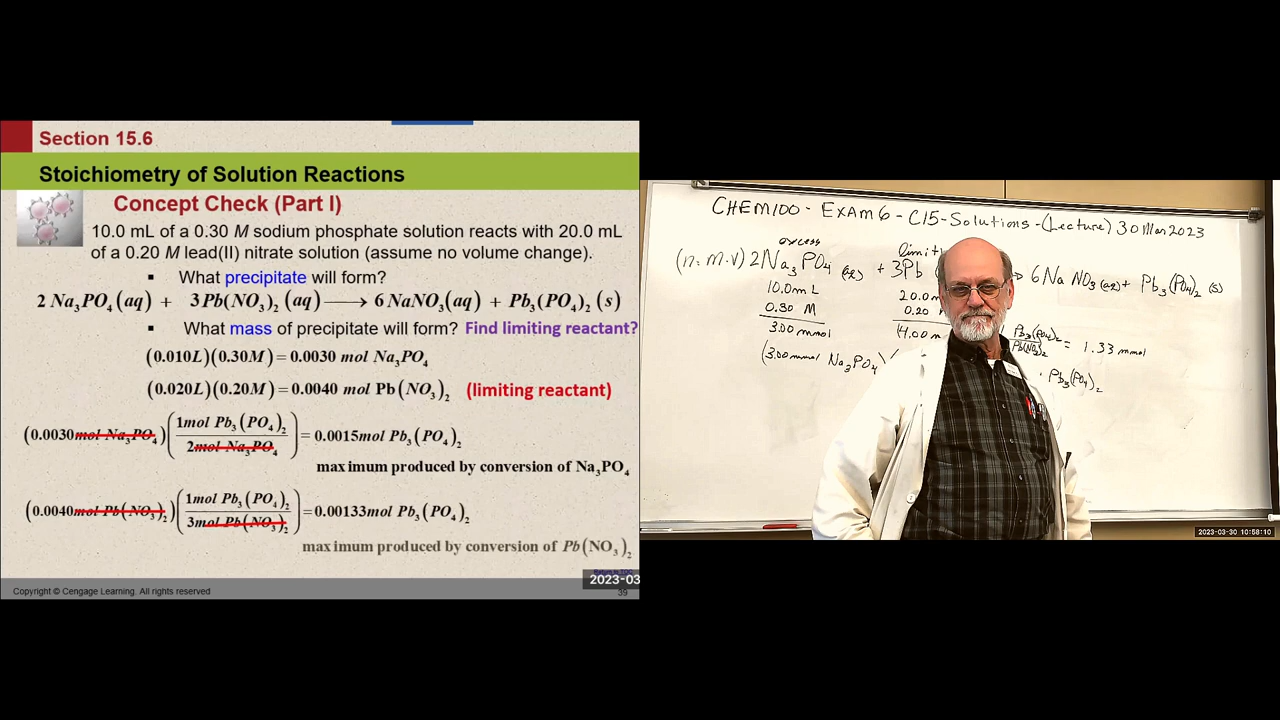 Section 15.6
Stoichiometry of Solution Reactions
Concept Check (Part I)
10.0 mL of a 0.30 M sodium phosphate solution reacts with 20.0 mL
of a 0.20 M lead(II) nitrate solution (assume no volume change).
▪ What precipitate will form?
2 Na₃PO₄(aq) + 3Pb(NO₃)₂(aq) ⟶ 6 NaNO₃(aq) + Pb₃(PO₄)₂(s)
▪ What mass of precipitate will form? Find limiting reactant?
(0.010L)(0.30M) = 0.0030 mol Na₃PO₄
(0.020L)(0.20M) = 0.0040 mol Pb(NO₃)₂ (limiting reactant)
(0.0030mol Na₃PO₄)(1mol Pb₃(PO₄)₂ / 2mol Na₃PO₄) = 0.0015mol Pb₃(PO₄)₂
maximum produced by conversion of Na₃PO₄
(0.0040mol Pb(NO₃)₂)(1mol Pb₃(PO₄)₂ / 3mol Pb(NO₃)₂) = 0.00133mol Pb₃(PO₄)₂
maximum produced by conversion of Pb(NO₃)₂
2023-03
Copyright © Cengage Learning. All rights reserved
39
CHEM100 - EXAM 6 - C15 - Solutions - (Lecture) 30 Mar 2023
excess
(n = M·V) 2Na₃PO₄ (aq) + 3Pb
6NaNO₃ (aq) + Pb₃(PO₄)₂ (s)
10.0 mL
0.30 M
0.20
3.00 mmol
Pb₃(PO₄)₂ / Pb(NO₃)₂ = 1.33 mmol
(3.00 mmol Na₃PO₄)
Pb₃(PO₄)₂
2023-03-30 10:58:10